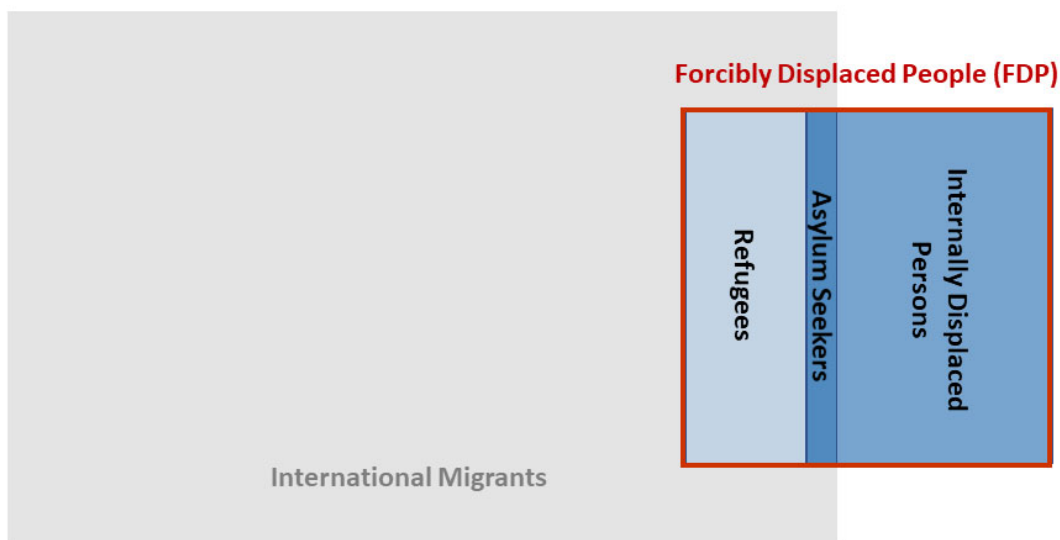 Forcibly Displaced People (FDP)
Refugees
Asylum Seekers
Internally Displaced
Persons
International Migrants